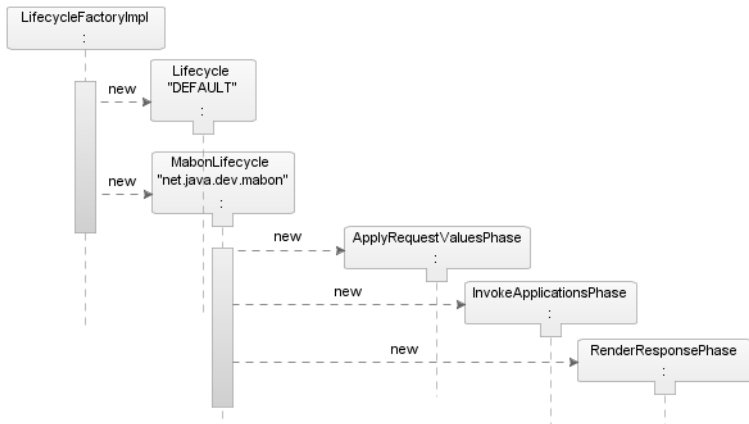 LifecycleFactoryImpl
:
new
Lifecycle
"DEFAULT"
:
new
MabonLifecycle
"net.java.dev.mabon"
:
new
ApplyRequestValuesPhase
:
new
InvokeApplicationsPhase
:
new
RenderResponsePhase
: